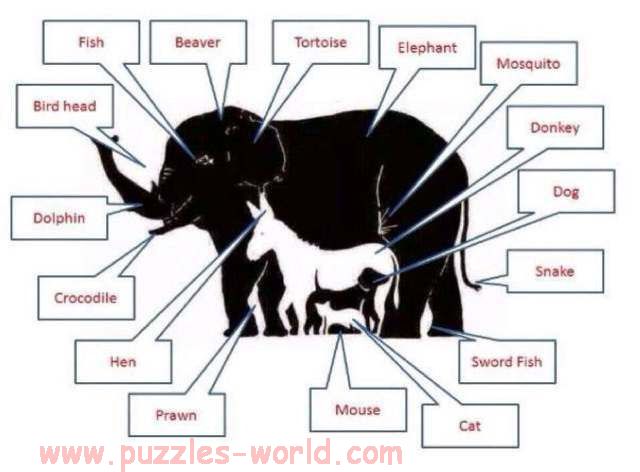 Fish
Beaver
Tortoise
Elephant
Mosquito
Bird head
Donkey
Dog
Dolphin
Snake
Crocodile
Hen
Sword Fish
Prawn
Mouse
Cat
www.puzzles-world.com